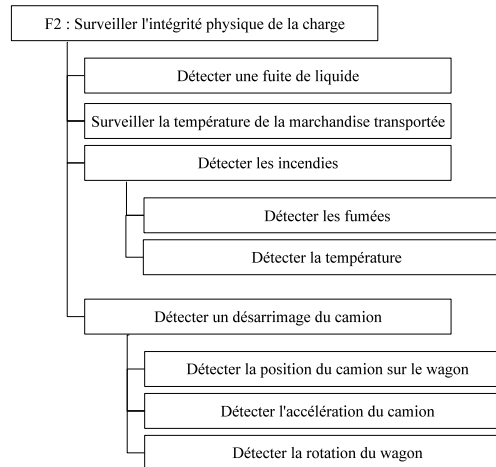 F2 : Surveiller l'intégrité physique de la charge
Détecter une fuite de liquide
Surveiller la température de la marchandise transportée
Détecter les incendies
Détecter les fumées
Détecter la température
Détecter un désarrimage du camion
Détecter la position du camion sur le wagon
Détecter l'accélération du camion
Détecter la rotation du wagon